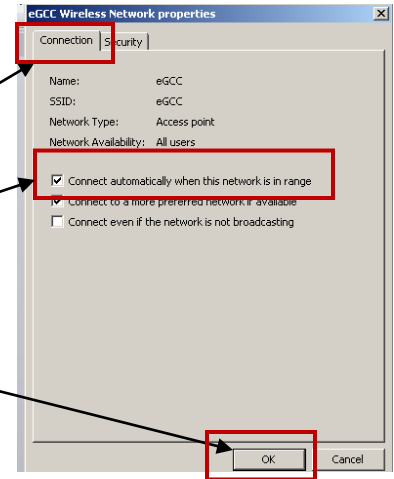 eGCC Wireless Network properties
Connection Security
Name: eGCC
SSID: eGCC
Network Type: Access point
Network Availability: All users
Connect automatically when this network is in range
Connect to a more preferred network if available
Connect even if the network is not broadcasting
OK Cancel